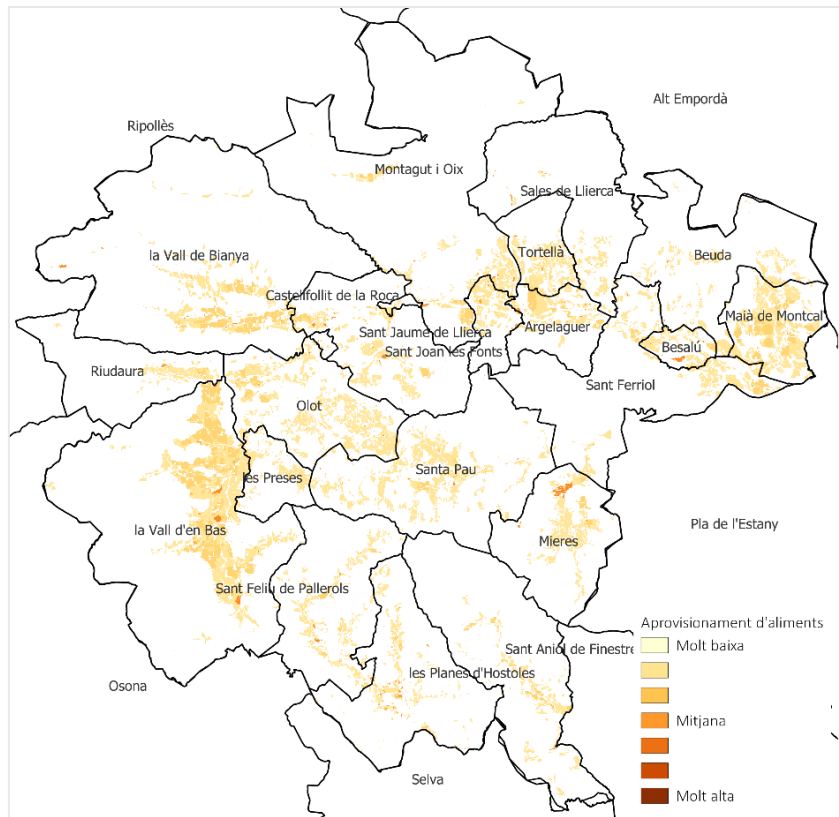 Alt Empordà
Ripollès
Montagut i Oix
Sales de Llierca
Tortellà
la Vall de Bianya
Beuda
Castellfollit de la Roca
Maià de Montcal
Sant Jaume de Llierca
Argelaguer
Besalú
Sant Joan les Fonts
Riudaura
Sant Ferriol
Olot
Santa Pau
les Preses
la Vall d'en Bas
Pla de l'Estany
Mieres
Sant Feliu de Pallerols
Aprovisionament d'aliments
Molt baixa
Sant Aniol de Finestre
les Planes d'Hostoles
Osona
Mitjana
Selva
Molt alta